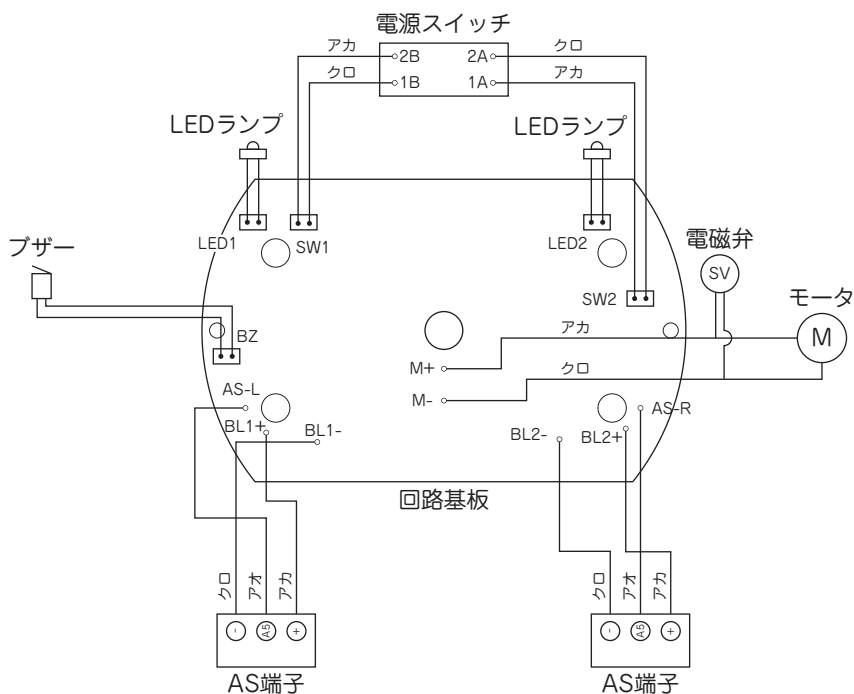 電源スイッチ
アカ
2B
2A
クロ
クロ
1B
1A
アカ
LEDランプ
LEDランプ
LED1
SW1
LED2
電磁弁
SV
ブザー
SW2
モータ
M
BZ
アカ
M+
クロ
M-
AS-L
AS-R
BL1+
BL1-
BL2-
BL2+
回路基板
クロ
アオ
アカ
クロ
アオ
アカ
-
A5
+
-
A5
+
AS端子
AS端子